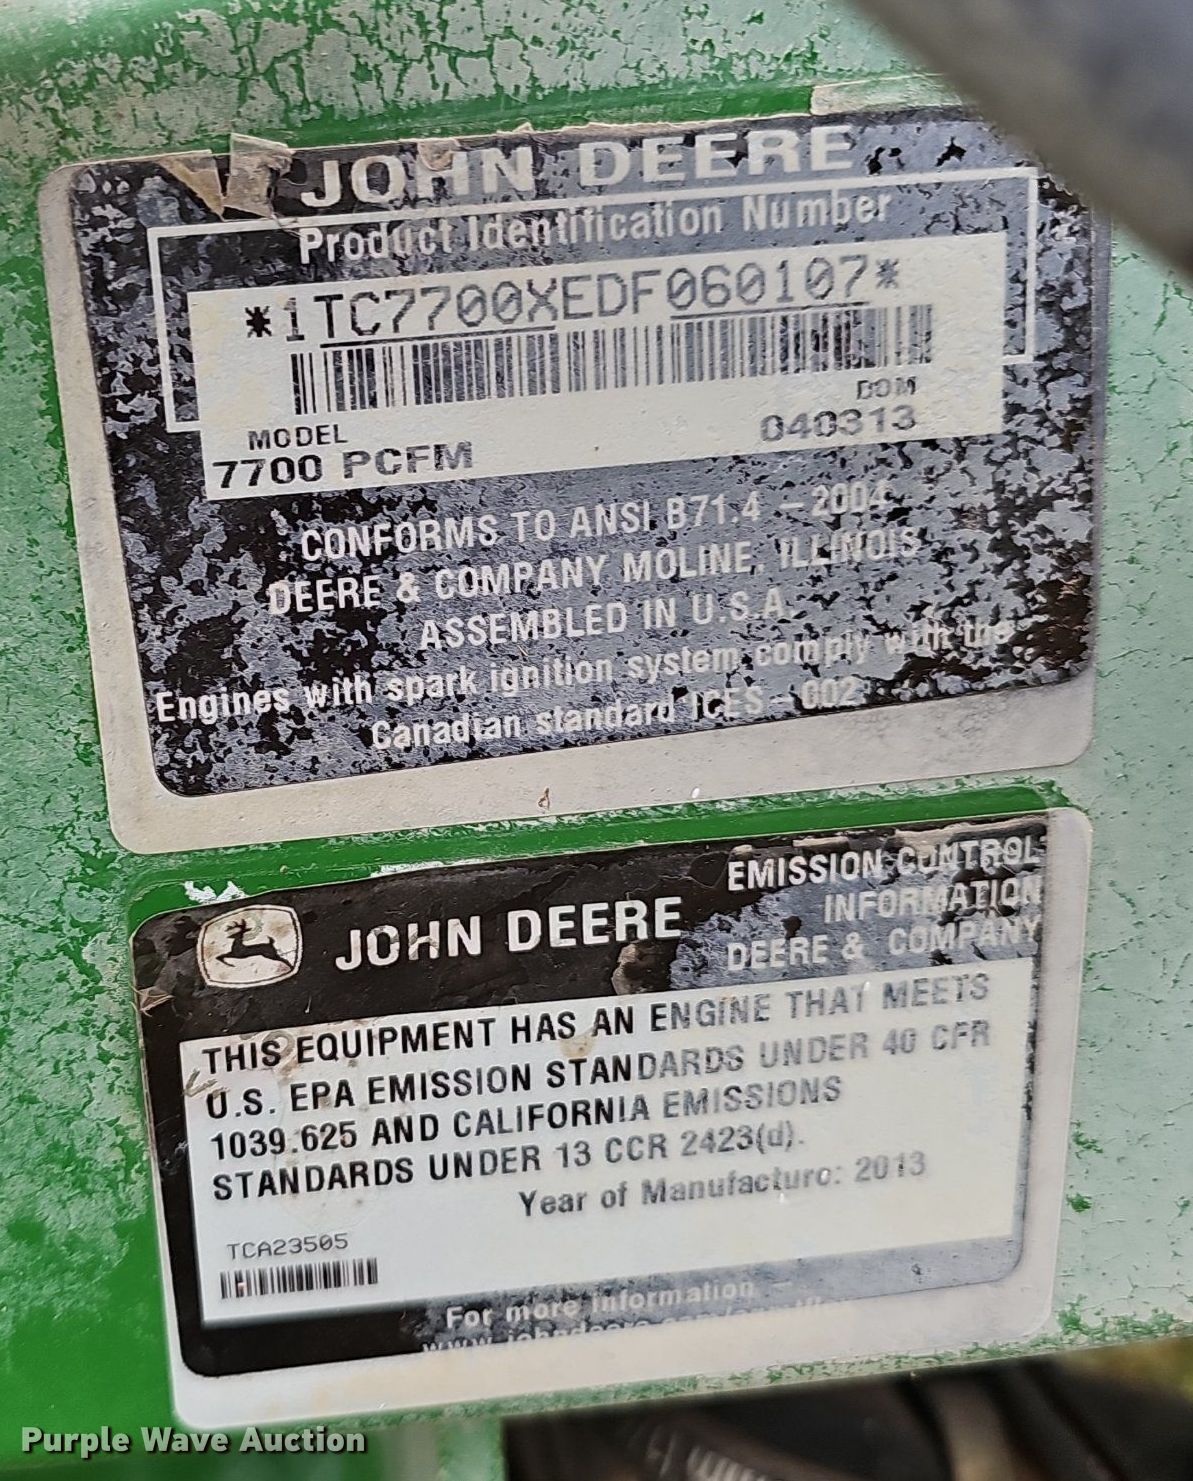 JOHN DEERE
Product Identification Number
*1TC7700XEDF060107*
DOM
MODEL
040313
7700 PCFM
CONFORMS TO ANSI B71.4 - 2004
DEERE & COMPANY MOLINE, ILLINOIS
ASSEMBLED IN U.S.A.
Engines with spark ignition system comply with the
Canadian standard ICES - 002
JOHN DEERE
EMISSION CONTROL
INFORMATION
DEERE & COMPANY
THIS EQUIPMENT HAS AN ENGINE THAT MEETS
U.S. EPA EMISSION STANDARDS UNDER 40 CFR
1039.625 AND CALIFORNIA EMISSIONS
STANDARDS UNDER 13 CCR 2423(d).
Year of Manufacture: 2013
TCA23505
For more information -
Purple Wave Auction